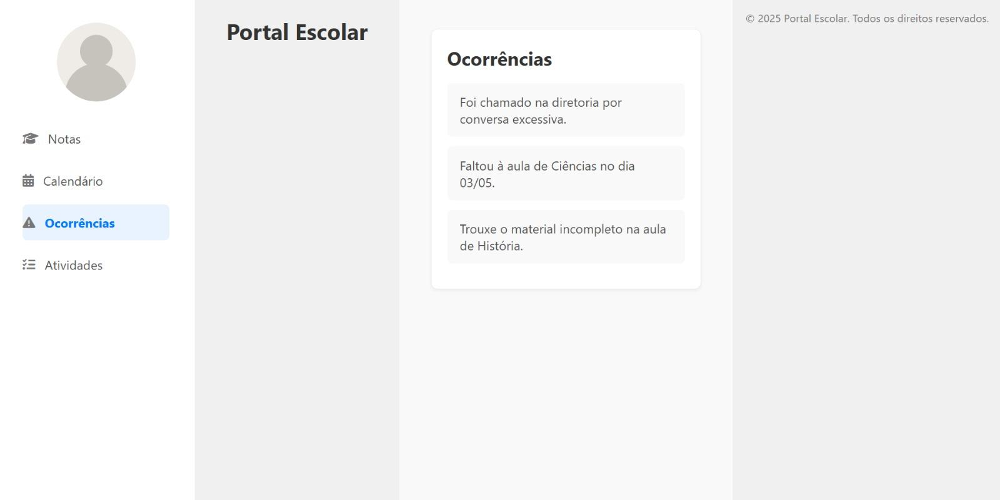 Notas
Calendário
Ocorrências
Atividades
Portal Escolar
Ocorrências
Foi chamado na diretoria por
conversa excessiva.
Faltou à aula de Ciências no dia
03/05.
Trouxe o material incompleto na aula
de História.
© 2025 Portal Escolar. Todos os direitos reservados.